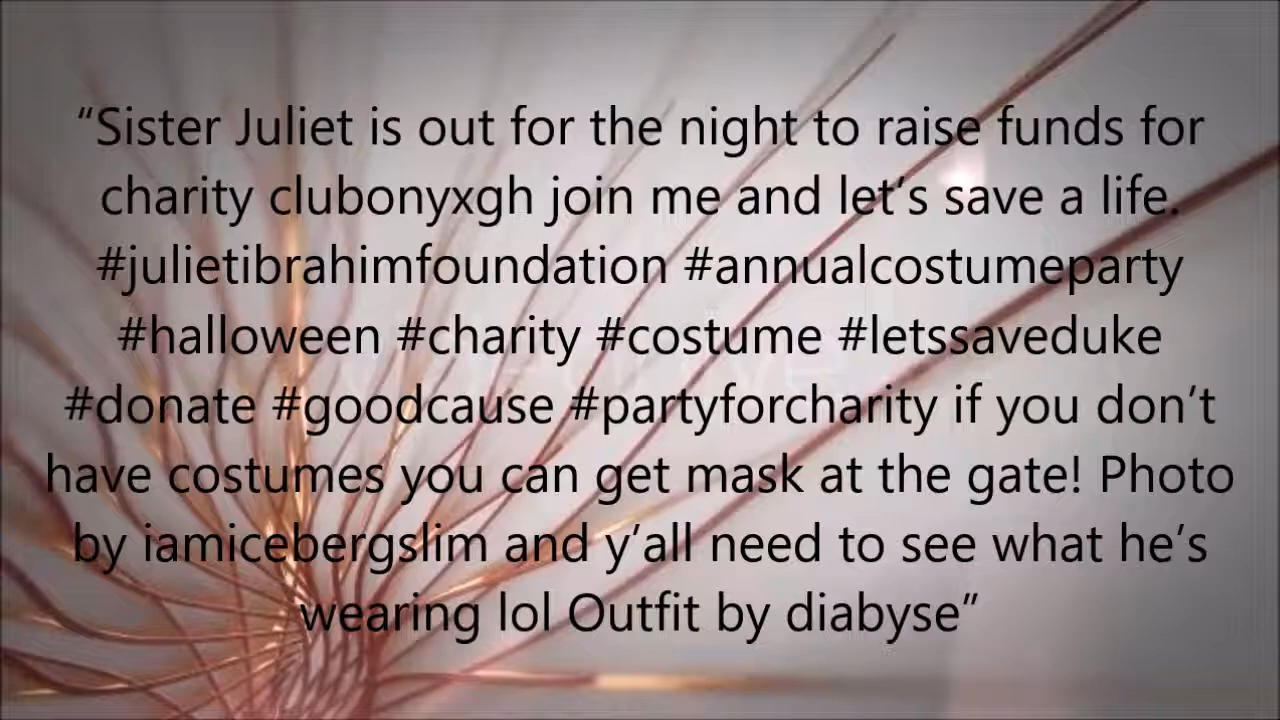 “Sister Juliet is out for the night to raise funds for
charity clubonyxgh join me and let’s save a life.
#julietibrahimfoundation #annualcostumeparty
#halloween #charity #costume #letssaveduke
#donate #goodcause #partyforcharity if you don’t
have costumes you can get mask at the gate! Photo
by iamicebergslim and y’all need to see what he’s
wearing lol Outfit by diabyse”